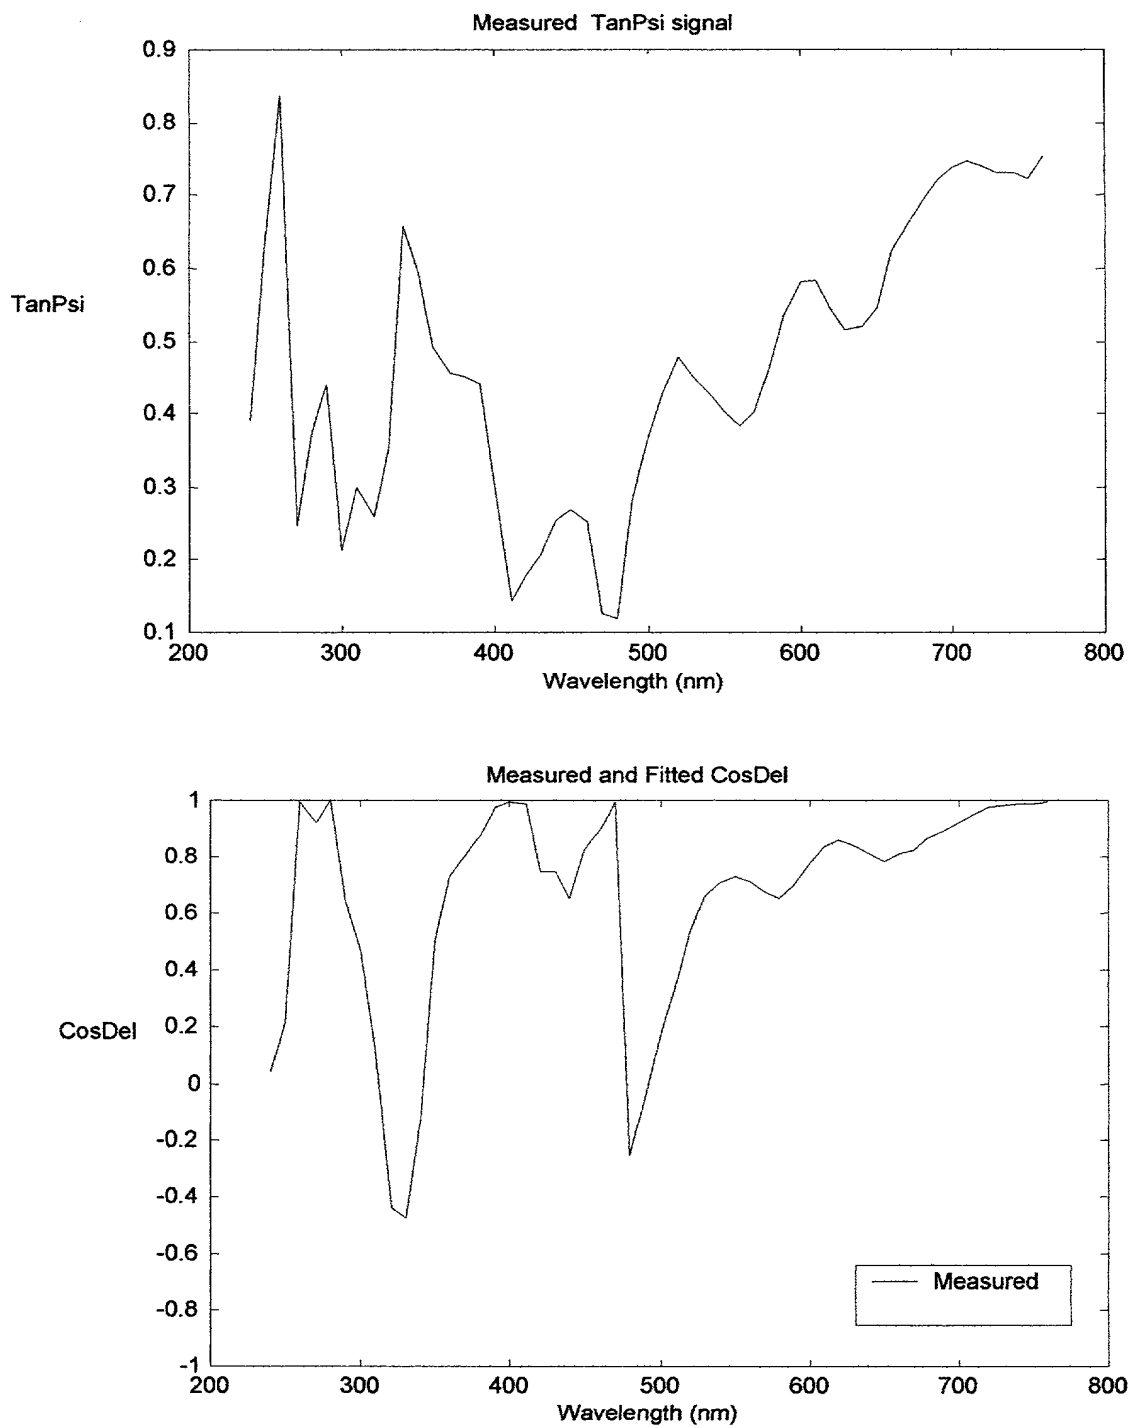 Measured TanPsi signal
0.9
0.8
0.7
0.6
TanPsi
0.5
0.4
0.3
0.2
0.1
200 300 400 500 600 700 800
Wavelength (nm)
Measured and Fitted CosDel
1
0.8
0.6
0.4
CosDel 0.2
0
-0.2
-0.4
-0.6
-0.8
-1
Measured
200 300 400 500 600 700 800
Wavelength (nm)